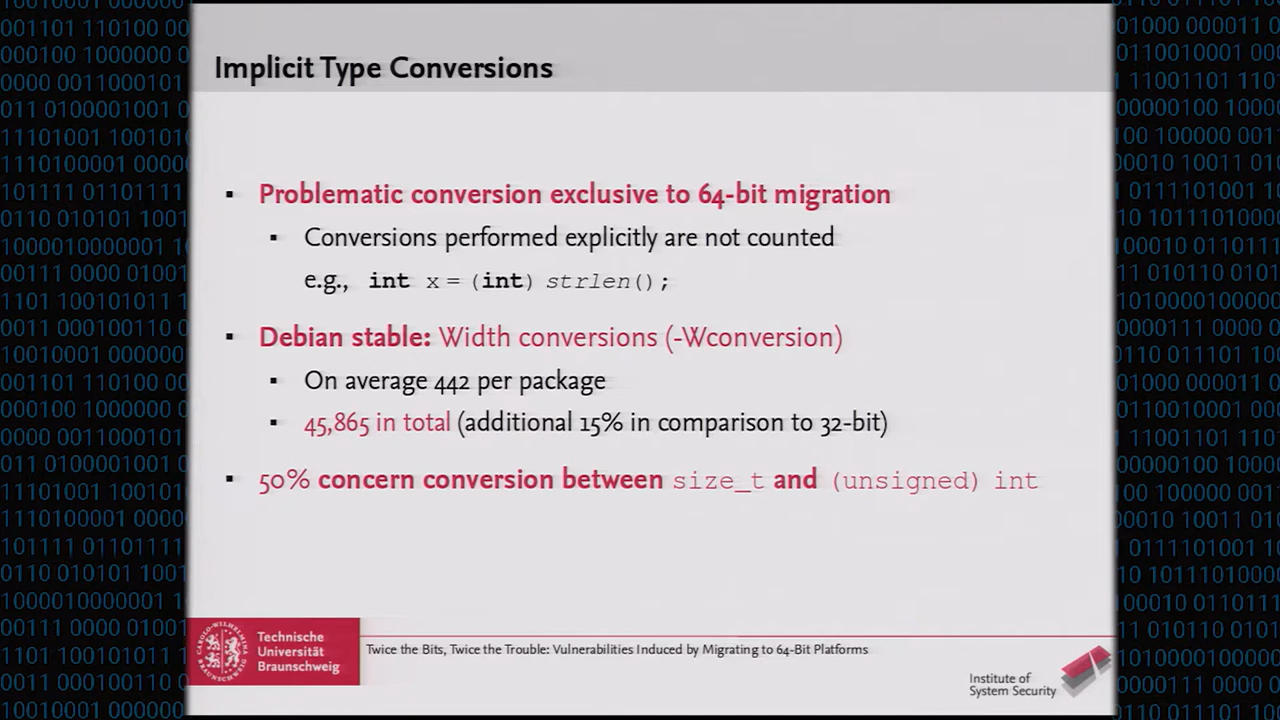 Implicit Type Conversions
▪ Problematic conversion exclusive to 64-bit migration
▪ Conversions performed explicitly are not counted
e.g., int x = (int) strlen();
▪ Debian stable: Width conversions (-Wconversion)
▪ On average 442 per package
▪ 45,865 in total (additional 15% in comparison to 32-bit)
▪ 50% concern conversion between size_t and (unsigned) int
Technische
Universität
Braunschweig
Twice the Bits, Twice the Trouble: Vulnerabilities Induced by Migrating to 64-Bit Platforms
Institute of
System Security